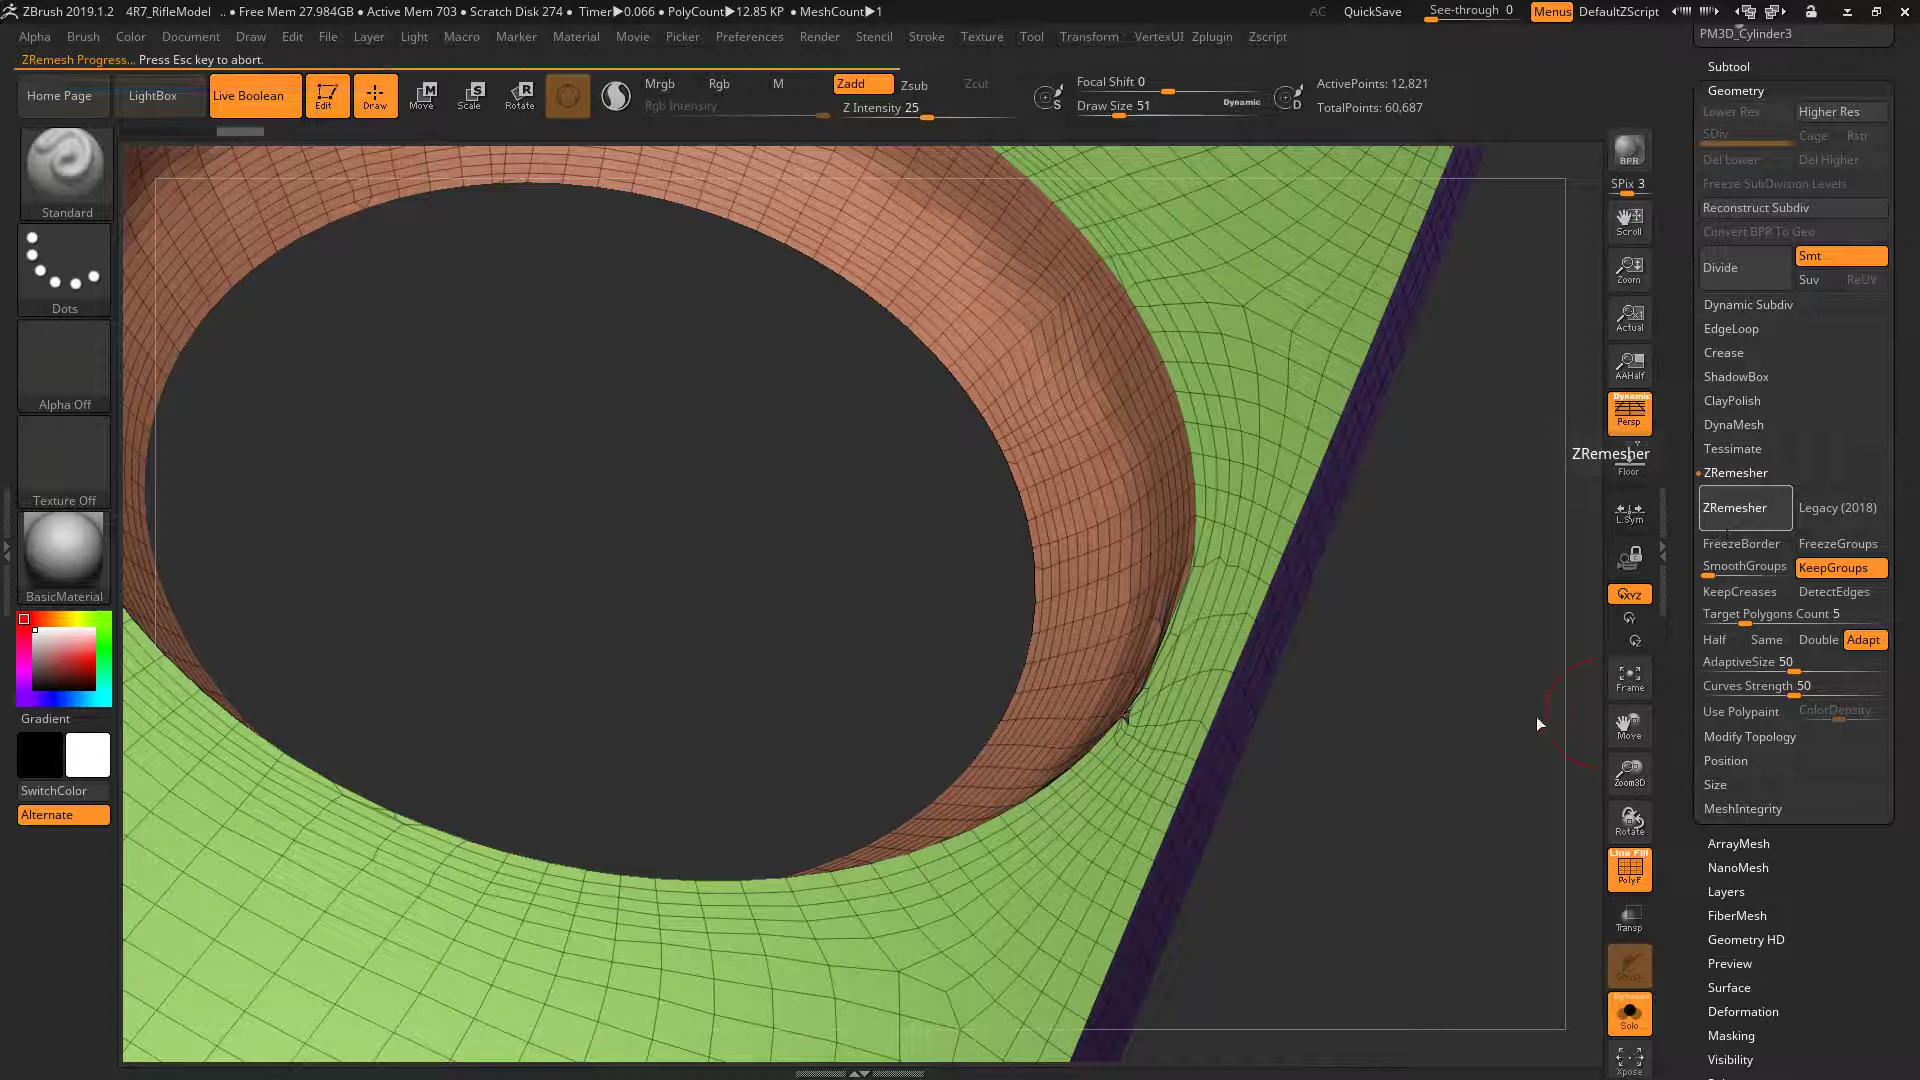 ZBrush 2019.1.2 4R7_RifleModel .. • Free Mem 27.984GB • Active Mem 703 • Scratch Disk 274 • Timer▶0.066 • PolyCount▶12.85 KP • MeshCount▶1 AC QuickSave See-through 0 Menus DefaultZScript
Alpha Brush Color Document Draw Edit File Layer Light Macro Marker Material Movie Picker Preferences Render Stencil Stroke Texture Tool Transform VertexUI Zplugin Zscript
ZRemesh Progress... Press Esc key to abort.
Home Page LightBox Live Boolean Edit Draw Move Scale Rotate
Mrgb Rgb M Zadd Zsub Zcut Focal Shift 0 ActivePoints: 12,821
Rgb Intensity Z Intensity 25 Draw Size 51 Dynamic TotalPoints: 60,687
S D
Standard
Dots
Alpha Off
Texture Off
BasicMaterial
Gradient
SwitchColor
Alternate
BPR
SPix 3
Scroll
Zoom
Actual
AAHalf
Dynamic
Persp
ZRemesher
Floor
L.Sym
XYZ
Frame
Move
Zoom3D
Rotate
Line Fill
PolyF
Transp
Ghost
Dynamic
Solo
Xpose
PM3D_Cylinder3
Subtool
Geometry
Lower Res Higher Res
SDiv Cage Rstr
Del Lower Del Higher
Freeze SubDivision Levels
Reconstruct Subdiv
Convert BPR To Geo
Divide Smt
Suv ReUV
Dynamic Subdiv
EdgeLoop
Crease
ShadowBox
ClayPolish
DynaMesh
Tessimate
ZRemesher
ZRemesher Legacy (2018)
FreezeBorder FreezeGroups
SmoothGroups KeepGroups
KeepCreases DetectEdges
Target Polygons Count 5
Half Same Double Adapt
AdaptiveSize 50
Curves Strength 50
Use Polypaint ColorDensity
Modify Topology
Position
Size
MeshIntegrity
ArrayMesh
NanoMesh
Layers
FiberMesh
Geometry HD
Preview
Surface
Deformation
Masking
Visibility